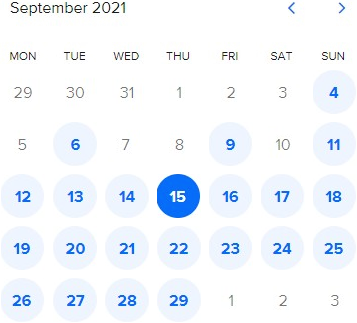 September 2021
MON TUE WED THU FRI SAT SUN
29 30 31 1 2 3 4
5 6 7 8 9 10 11
12 13 14 15 16 17 18
19 20 21 22 23 24 25
26 27 28 29 1 2 3